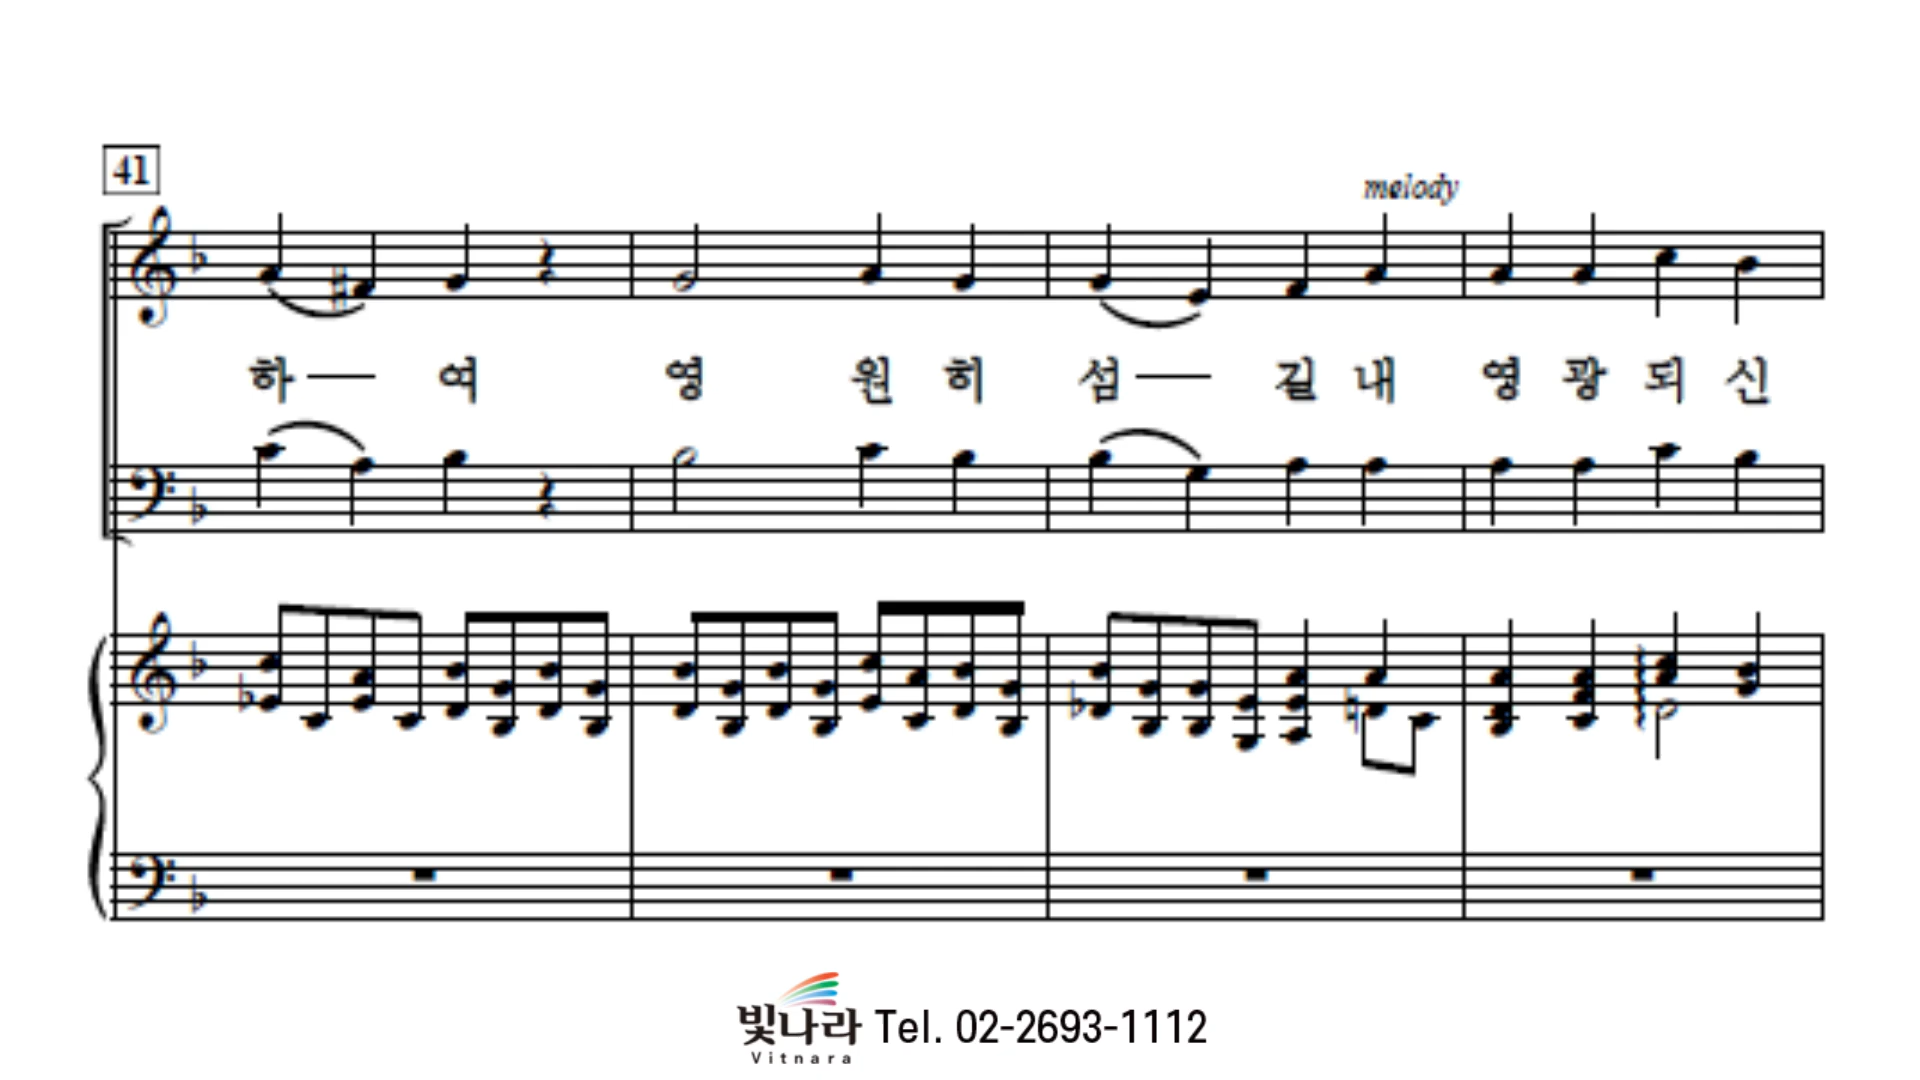 41
melody
하 — 여 영 원 히 섬 — 길 내 영 광 되 신
빛나라 Tel. 02-2693-1112
Vitnara